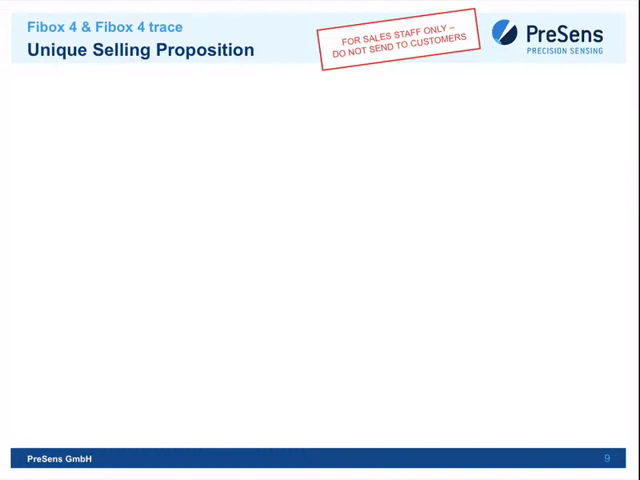 Fibox 4 & Fibox 4 trace
Unique Selling Proposition
FOR SALES STAFF ONLY –
DO NOT SEND TO CUSTOMERS
PreSens
PRECISION SENSING
PreSens GmbH
9